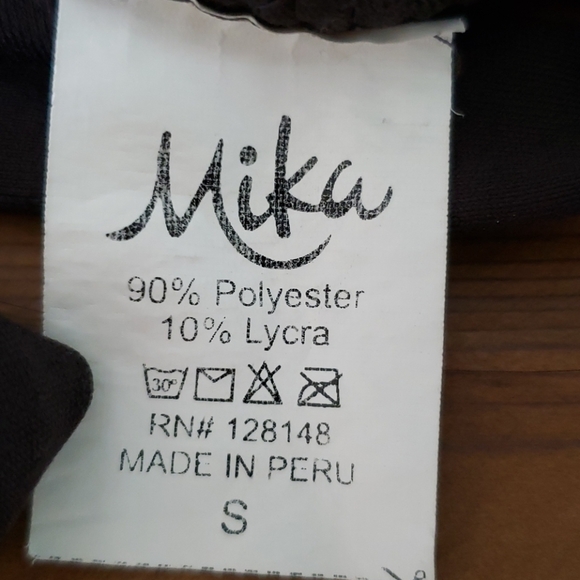 Mika
90% Polyester
10% Lycra
30°
RN# 128148
MADE IN PERU
S